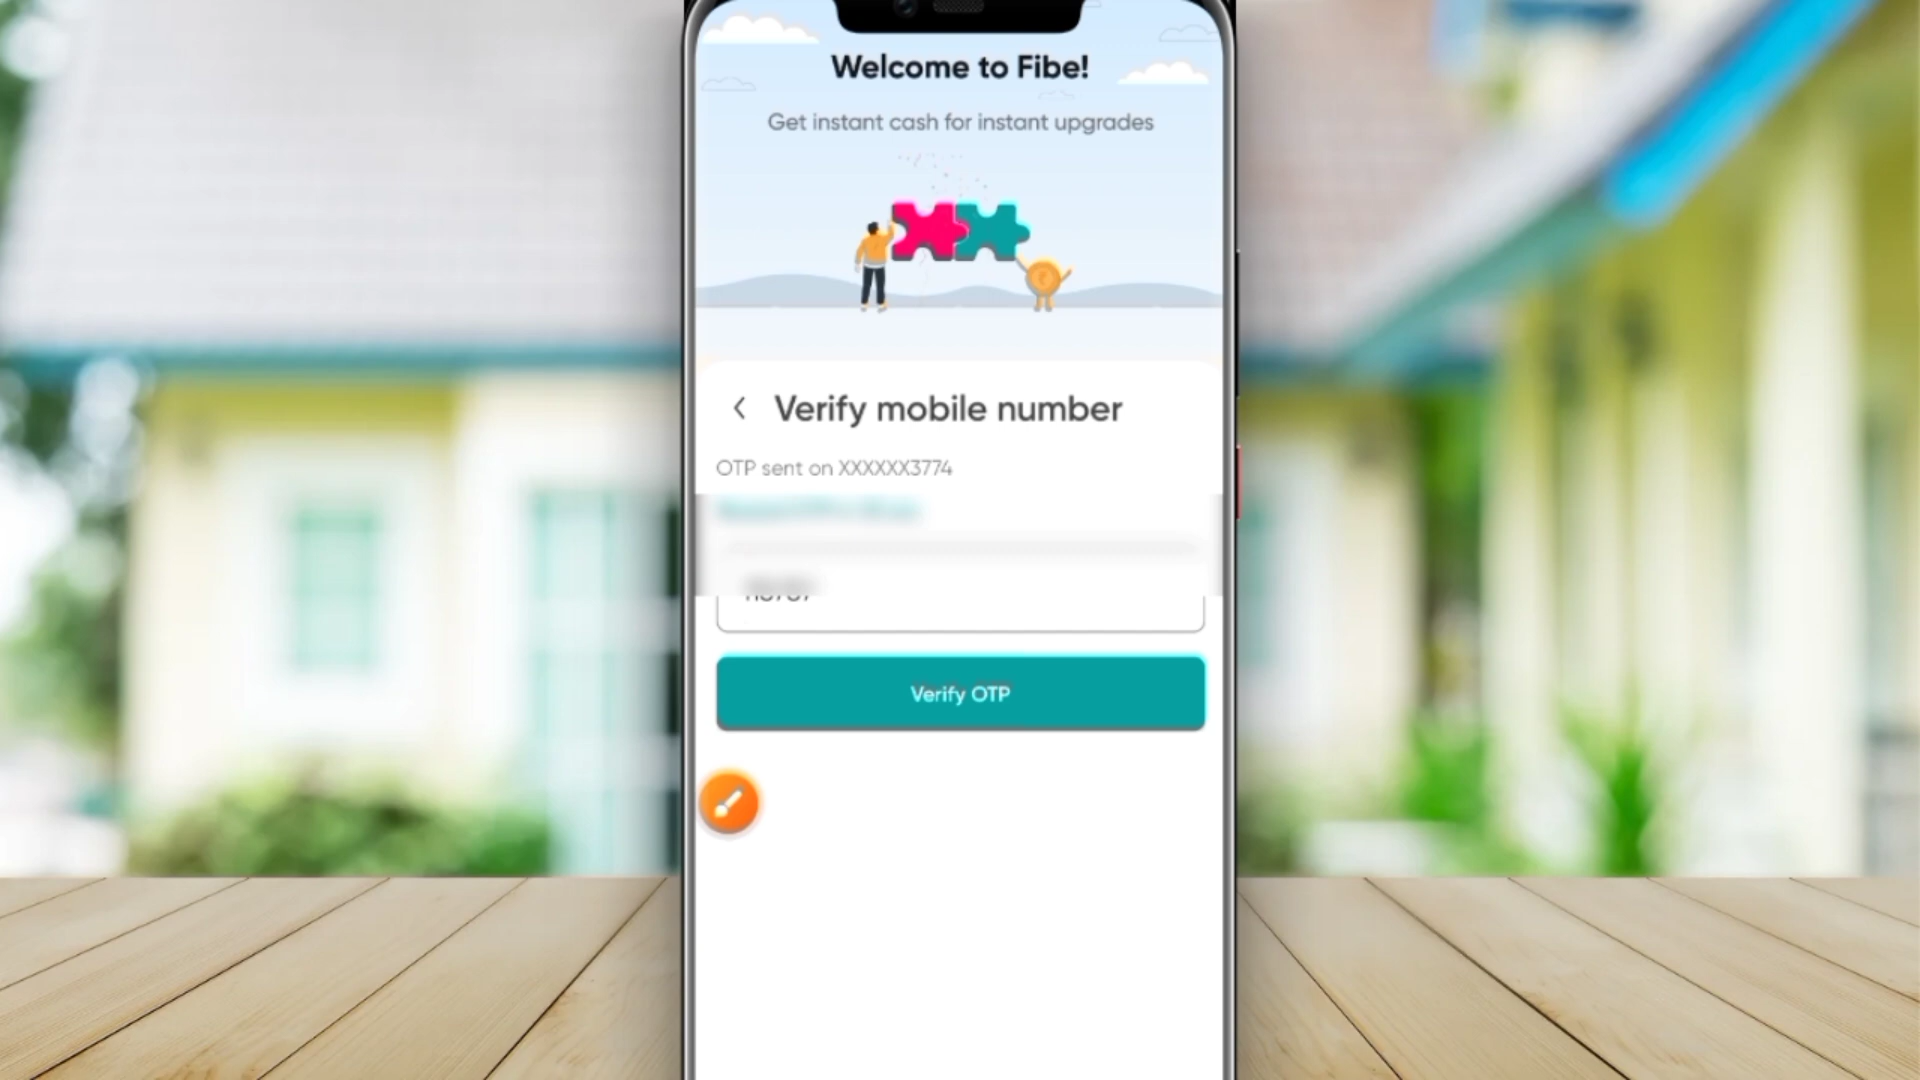 Welcome to Fibe!
Get instant cash for instant upgrades
Verify mobile number
OTP sent on XXXXXX3774
Verify OTP